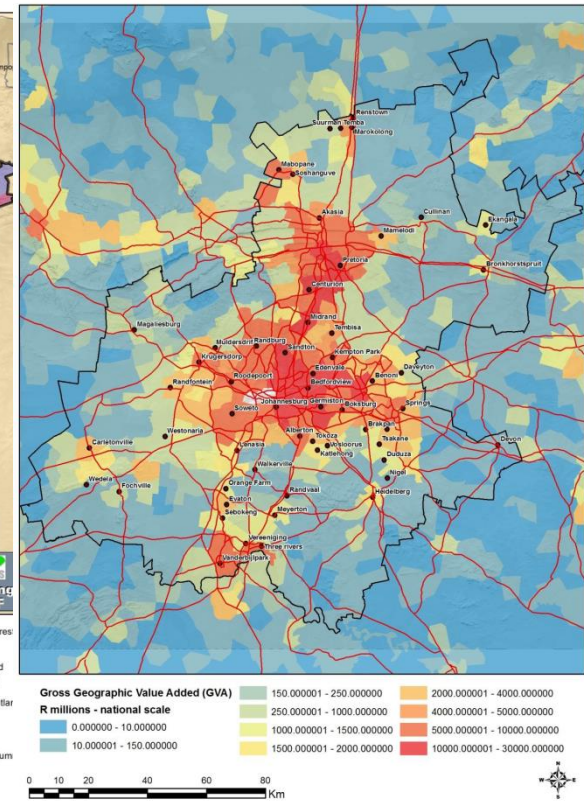 Ranstown
Suurman Temba
Marokolong
Mabopane
Soshanguve
Akasia
Cullinan
Ekangala
Mamelodi
Pretoria
Bronkhorstspruit
Centurion
Midrand
Magaliesburg
Tembisa
Muldersdrif
Randburg
Sandton
Kempton Park
Krugersdorp
Edenvale
Daveyton
Roodepoort
Benoni
Randfontein
Bedfordview
Johannesburg
Germiston
Boksburg
Springs
Soweto
Brakpan
Alberton
Tokoza
Westonaria
Vosloorus
Tsakane
Lenasia
Katlehong
Devon
Carletonville
Duduza
Walkerville
Nigel
Wedela
Fochville
Orange Farm
Randvaal
Heidelberg
Evaton
Sebokeng
Meyerton
Vereeniging
Three rivers
Vanderbijlpark
Gross Geographic Value Added (GVA)
R millions - national scale
0.000000 - 10.000000
10.000001 - 150.000000
150.000001 - 250.000000
250.000001 - 1000.000000
1000.000001 - 1500.000000
1500.000001 - 2000.000000
2000.000001 - 4000.000000
4000.000001 - 5000.000000
5000.000001 - 10000.000000
10000.000001 - 30000.000000
0 5 10 20 40 60 80
Km
N
W E
S